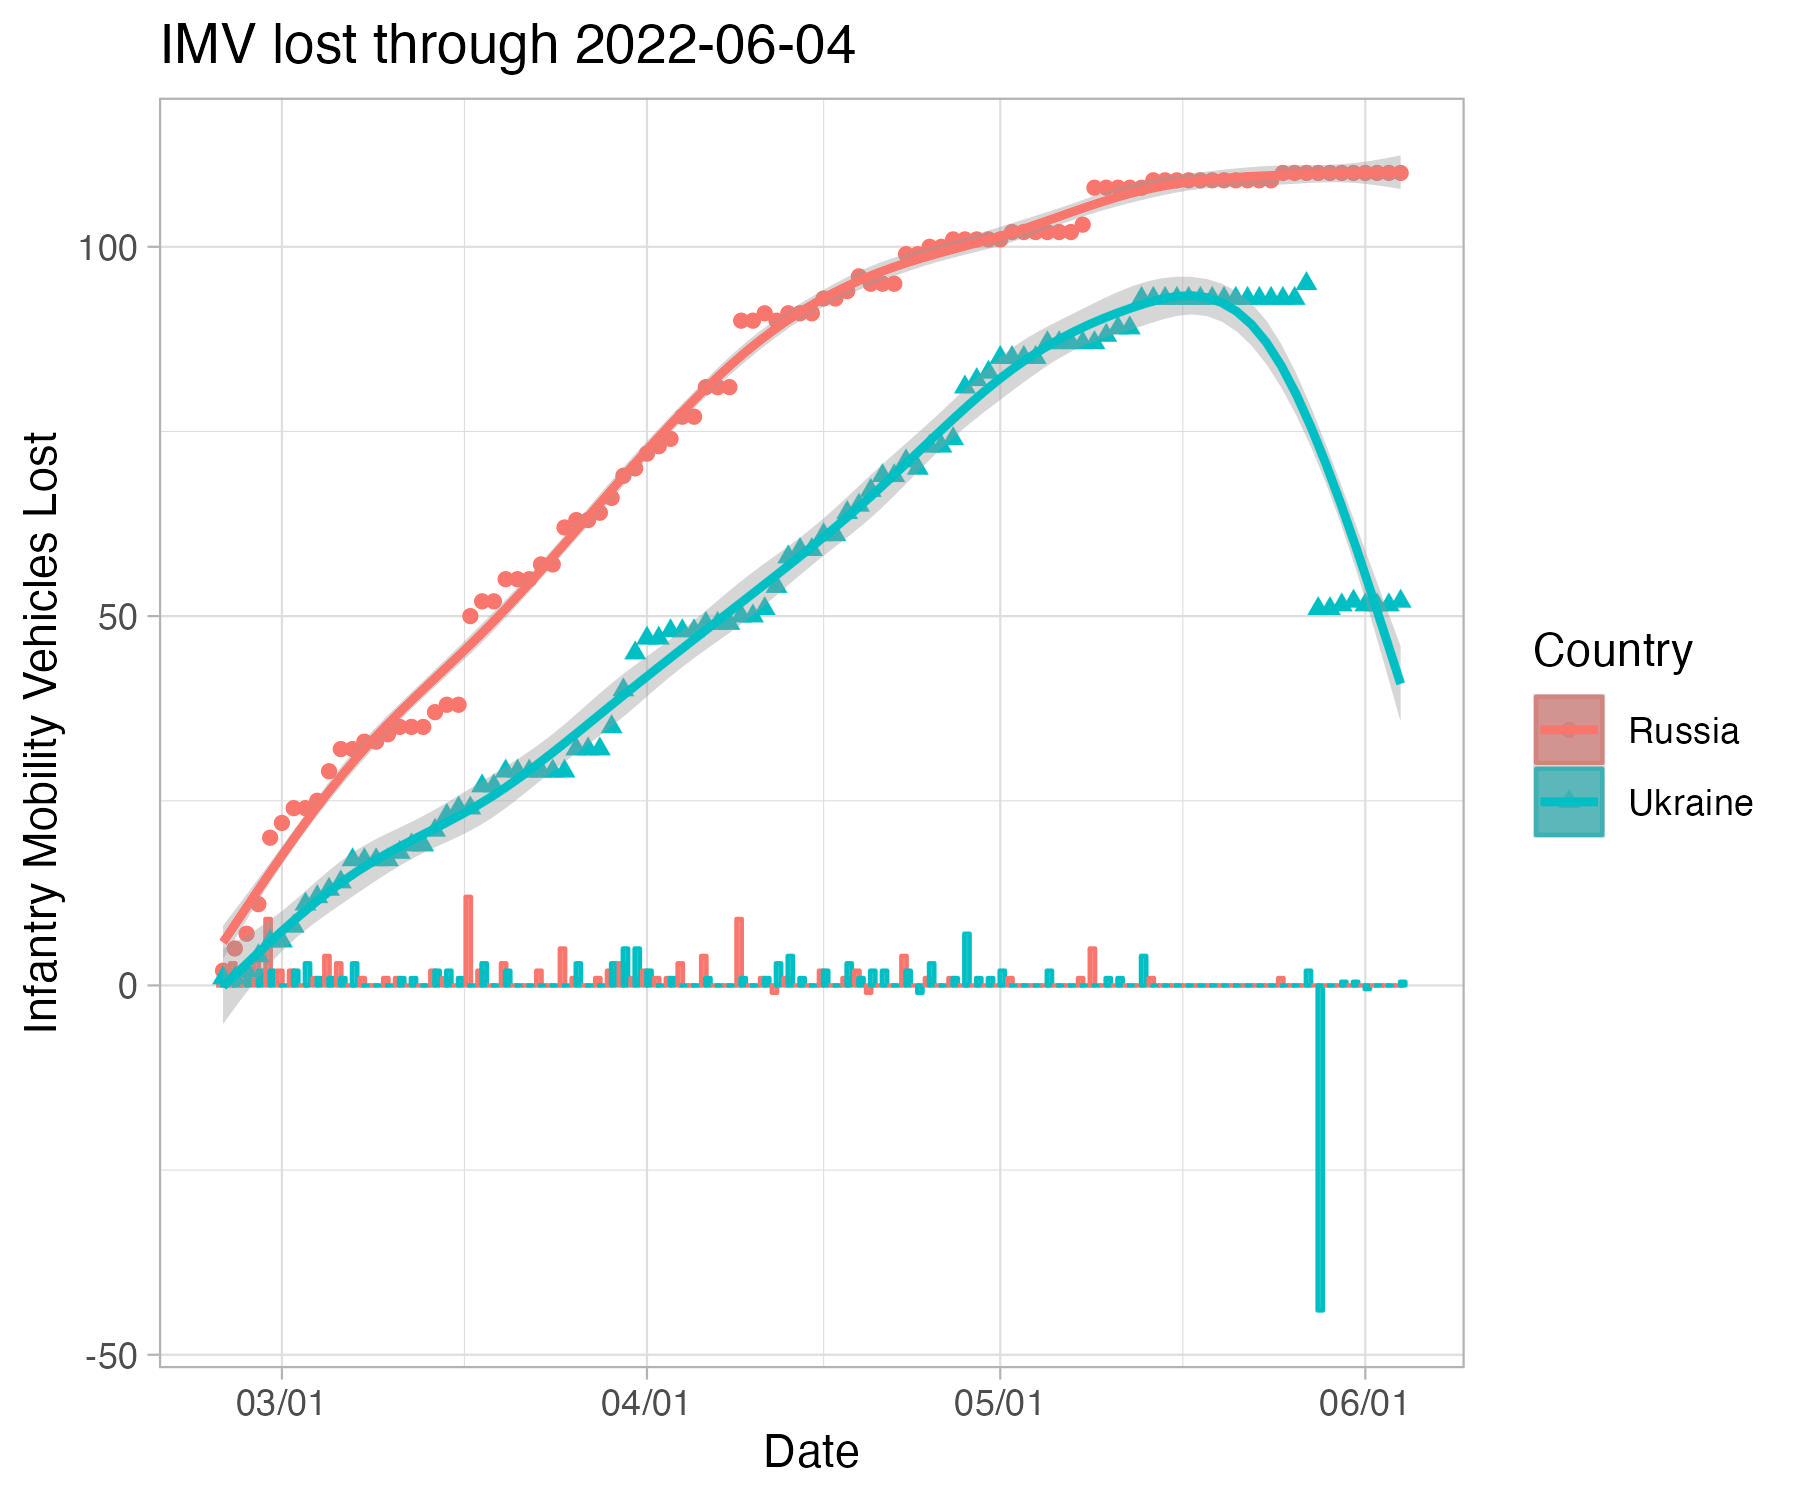 IMV lost through 2022-06-04
Infantry Mobility Vehicles Lost
100
50
0
-50
03/01
04/01
05/01
06/01
Date
Country
Russia
Ukraine